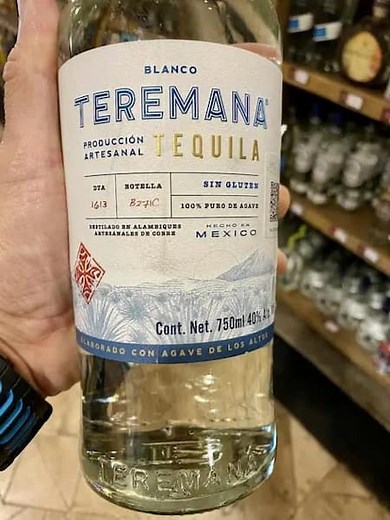 BLANCO
TEREMANA®
PRODUCCIÓN
ARTESANAL
TEQUILA
DTA
1613
BOTELLA
SIN GLUTEN
100% PURO DE AGAVE
DESTILADO EN ALAMBIQUES
ARTESANALES DE COBRE
HECHO EN
MEXICO
Cont. Net. 750ml 40%
ELABORADO CON AGAVE DE LOS ALTOS
TEREMANA